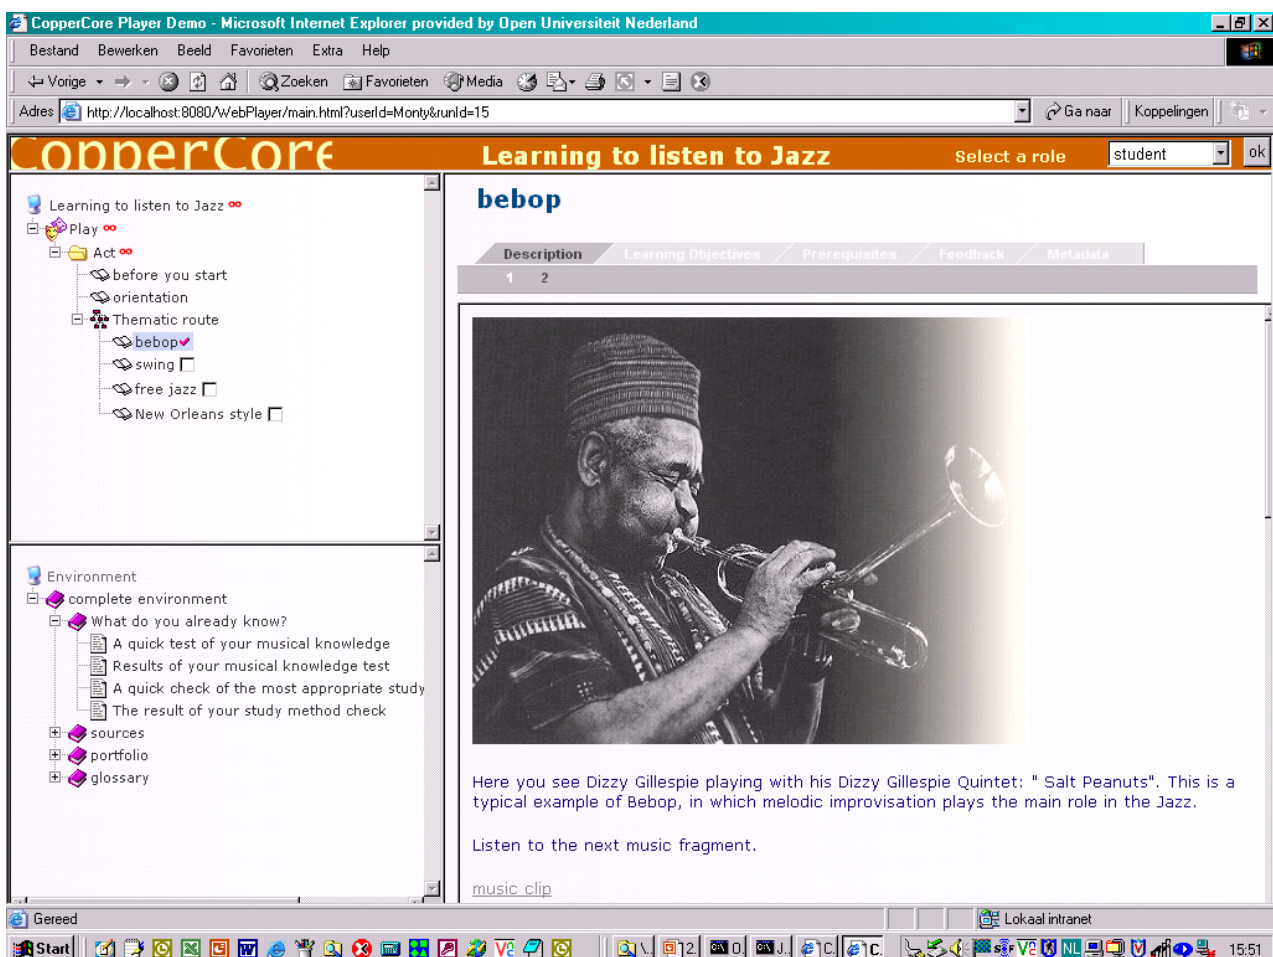 CopperCore Player Demo - Microsoft Internet Explorer provided by Open Universiteit Nederland
Bestand Bewerken Beeld Favorieten Extra Help
Vorige Zoeken Favorieten Media
Adres http://localhost:8080/WebPlayer/main.html?userId=Monty&runId=15 Ga naar Koppelingen
CopperCore Learning to listen to Jazz Select a role student ok
Learning to listen to Jazz
Play
Act
before you start
orientation
Thematic route
bebop
swing
free jazz
New Orleans style
Environment
complete environment
What do you already know?
A quick test of your musical knowledge
Results of your musical knowledge test
A quick check of the most appropriate study
The result of your study method check
sources
portfolio
glossary
bebop
Description Learning Objectives Prerequisites Feedback Metadata
1 2
Here you see Dizzy Gillespie playing with his Dizzy Gillespie Quintet: " Salt Peanuts". This is a
typical example of Bebop, in which melodic improvisation plays the main role in the Jazz.
Listen to the next music fragment.
music clip
Gereed Lokaal intranet
Start \. 2. O. J.. C. C. NL 15:51